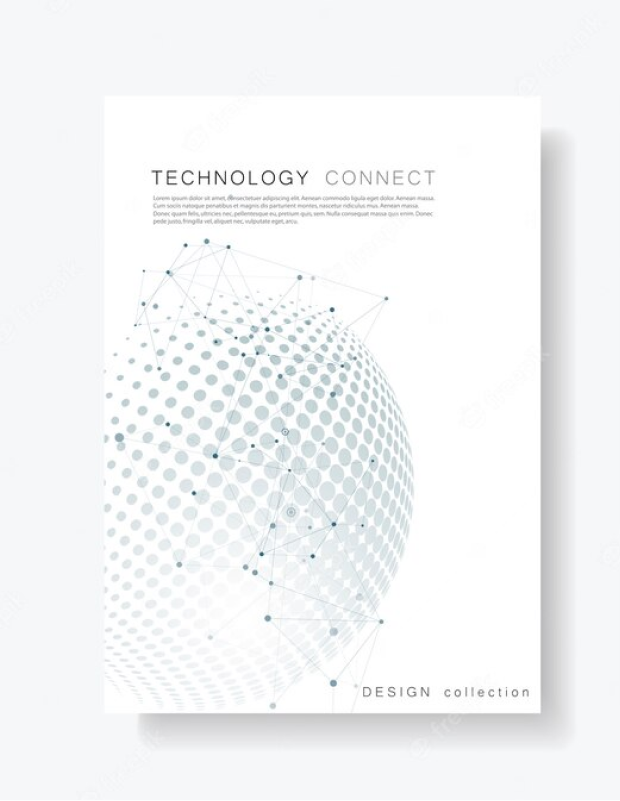 TECHNOLOGY CONNECT
Lorem ipsum dolor sit amet, consectetuer adipiscing elit. Aenean commodo ligula eget dolor. Aenean massa.
Cum sociis natoque penatibus et magnis dis parturient montes, nascetur ridiculus mus. Aenean massa.
Donec quam felis, ultricies nec, pellentesque eu, pretium quis, sem. Nulla consequat massa quis enim. Donec
pede justo, fringilla vel, aliquet nec, vulputate eget, arcu.
DESIGN collection